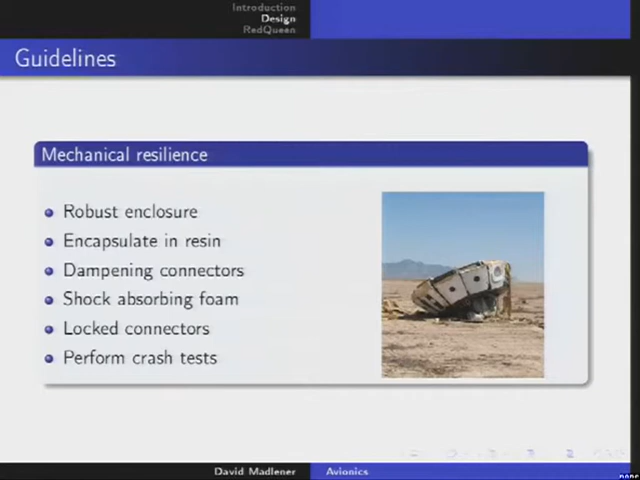 Introduction
Design
RedQueen
Guidelines
Mechanical resilience
Robust enclosure
Encapsulate in resin
Dampening connectors
Shock absorbing foam
Locked connectors
Perform crash tests
David Madlener
Avionics